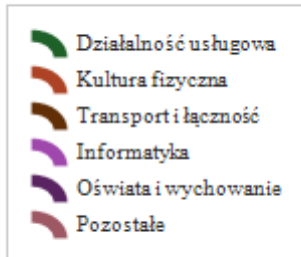 Działalność usługowa
Kultura fizyczna
Transport i łączność
Informatyka
Oświata i wychowanie
Pozostałe